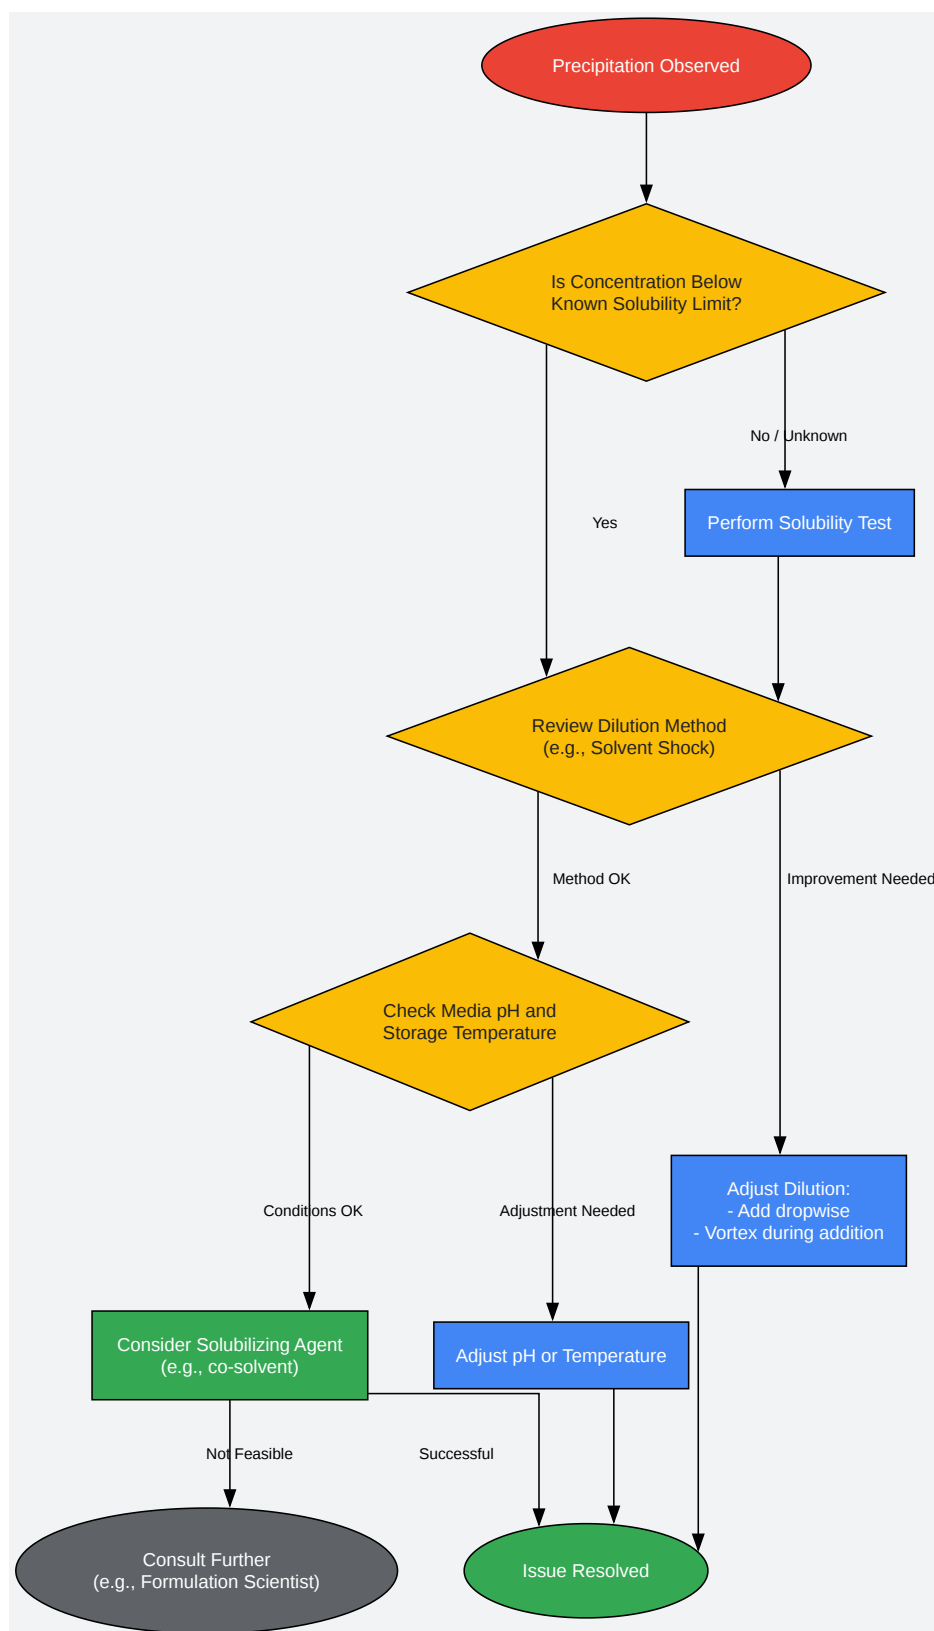 Precipitation Observed
Is Concentration Below
Known Solubility Limit?
No / Unknown
Yes
Perform Solubility Test
Review Dilution Method
(e.g., Solvent Shock)
Method OK
Improvement Needed
Check Media pH and
Storage Temperature
Adjust Dilution:
- Add dropwise
- Vortex during addition
Conditions OK
Adjustment Needed
Consider Solubilizing Agent
(e.g., co-solvent)
Adjust pH or Temperature
Not Feasible
Successful
Consult Further
(e.g., Formulation Scientist)
Issue Resolved